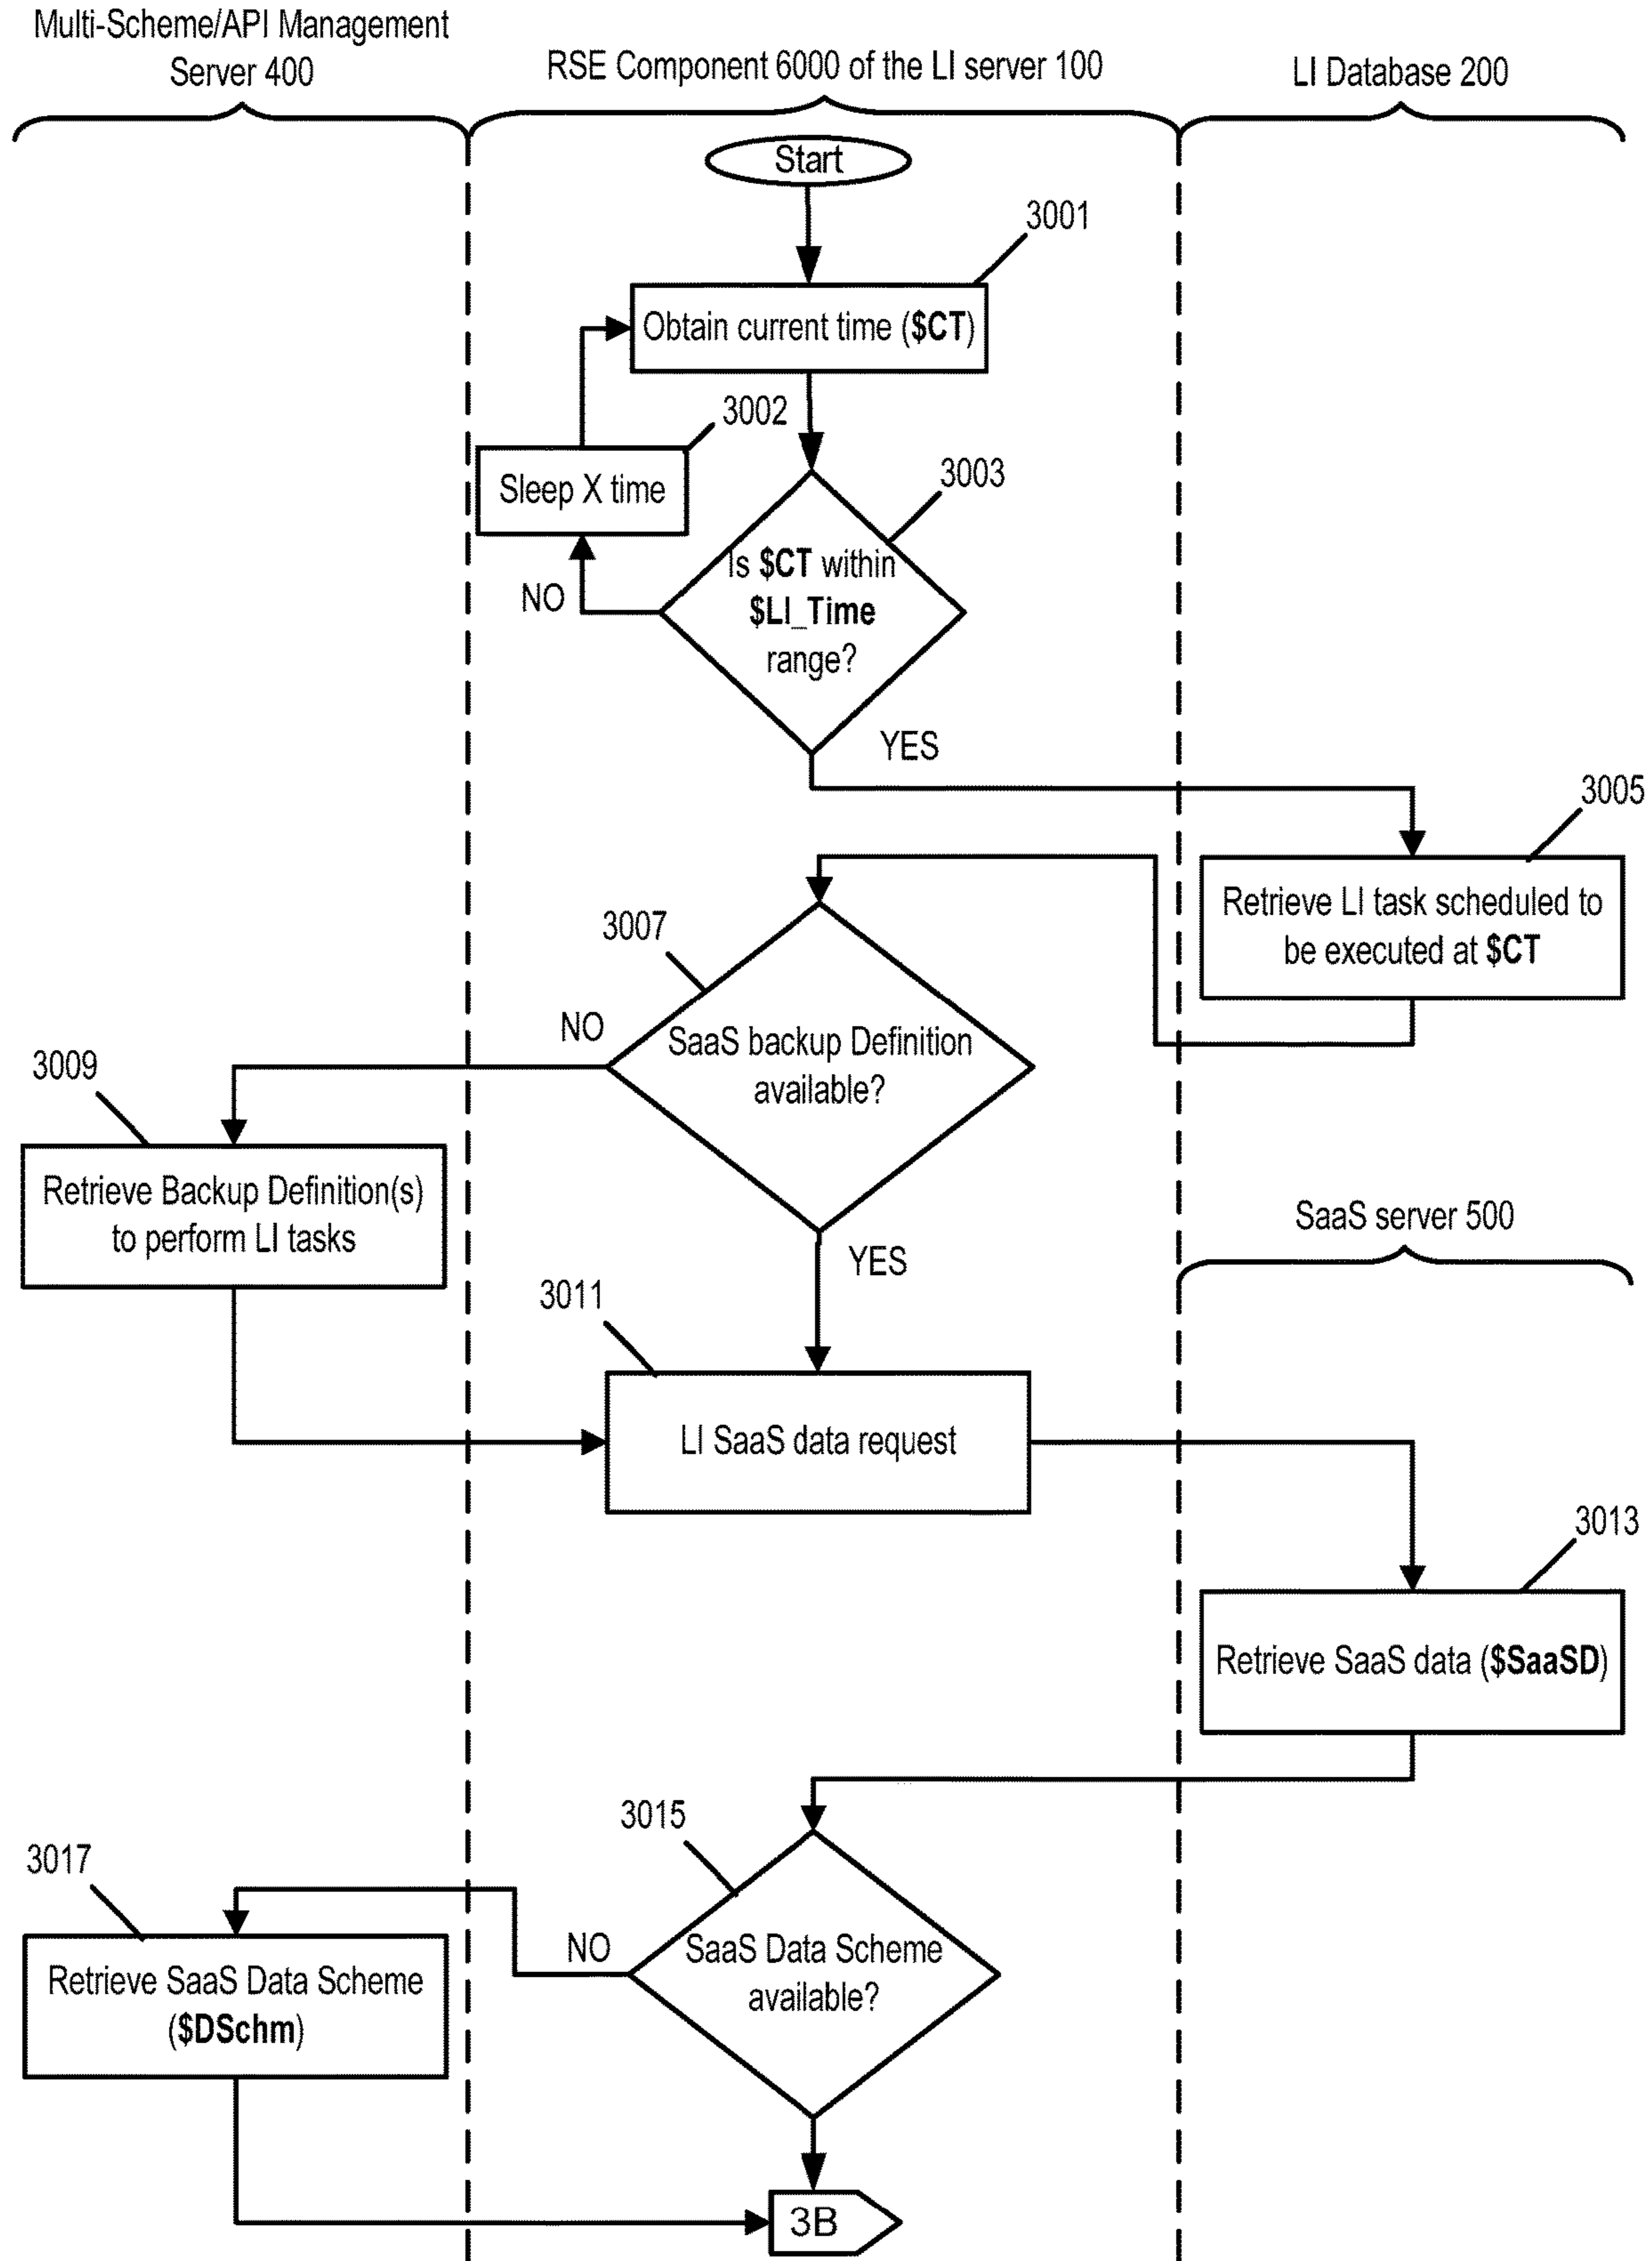 Multi-Scheme/API Management
Server 400
RSE Component 6000 of the LI server 100
LI Database 200
Start
3001
Obtain current time ($CT)
3002
Sleep X time
3003
Is $CT within
$LI_Time
range?
NO
YES
3005
Retrieve LI task scheduled to
be executed at $CT
3007
SaaS backup Definition
available?
NO
3009
Retrieve Backup Definition(s)
to perform LI tasks
YES
SaaS server 500
3011
LI SaaS data request
3013
Retrieve SaaS data ($SaaSD)
3015
SaaS Data Scheme
available?
NO
3017
Retrieve SaaS Data Scheme
($DSchm)
3B